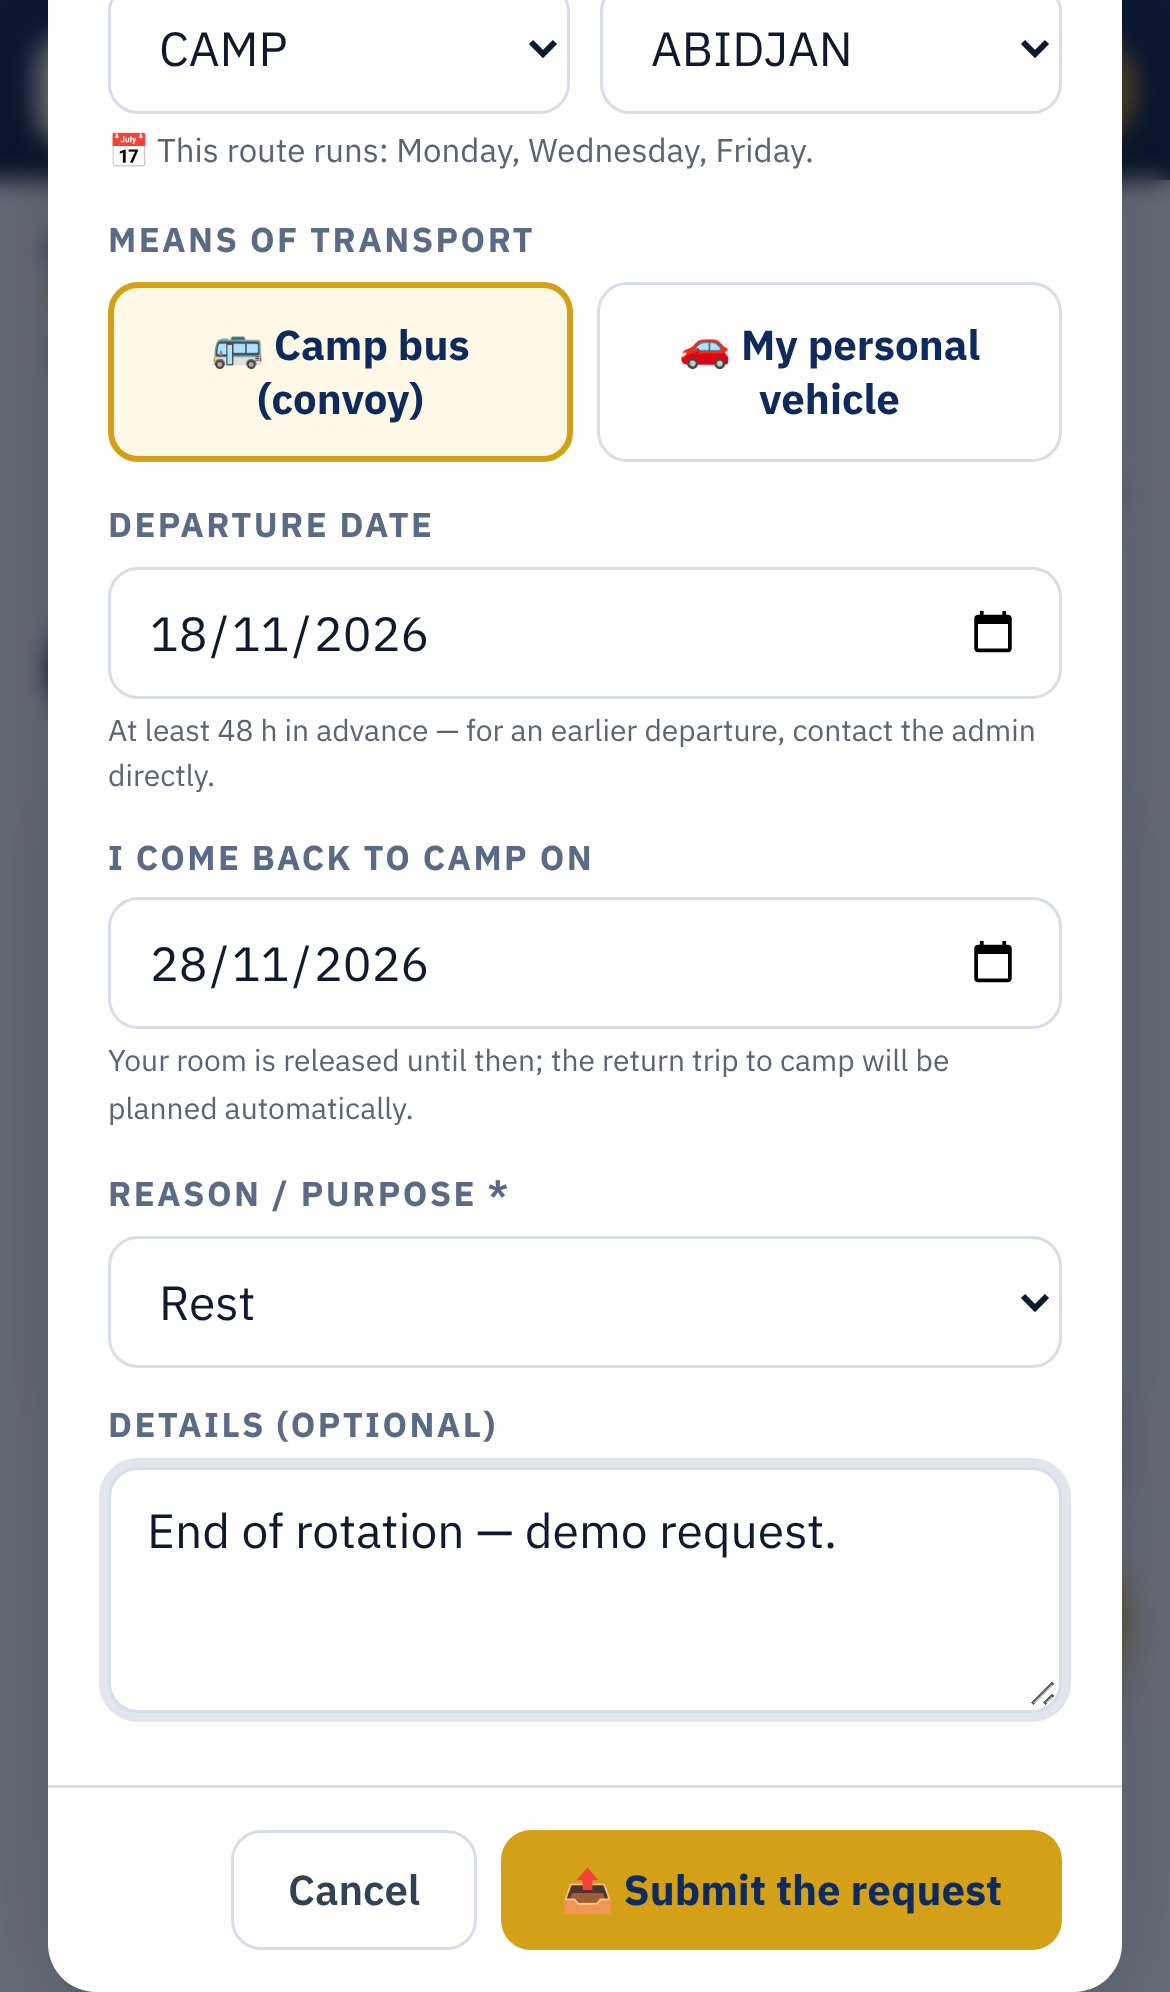 CAMP
ABIDJAN
📅 This route runs: Monday, Wednesday, Friday.
MEANS OF TRANSPORT
🚌 Camp bus
(convoy)
🚗 My personal
vehicle
DEPARTURE DATE
18/11/2026
At least 48 h in advance — for an earlier departure, contact the admin
directly.
I COME BACK TO CAMP ON
28/11/2026
Your room is released until then; the return trip to camp will be
planned automatically.
REASON / PURPOSE *
Rest
DETAILS (OPTIONAL)
End of rotation — demo request.
Cancel
📤 Submit the request